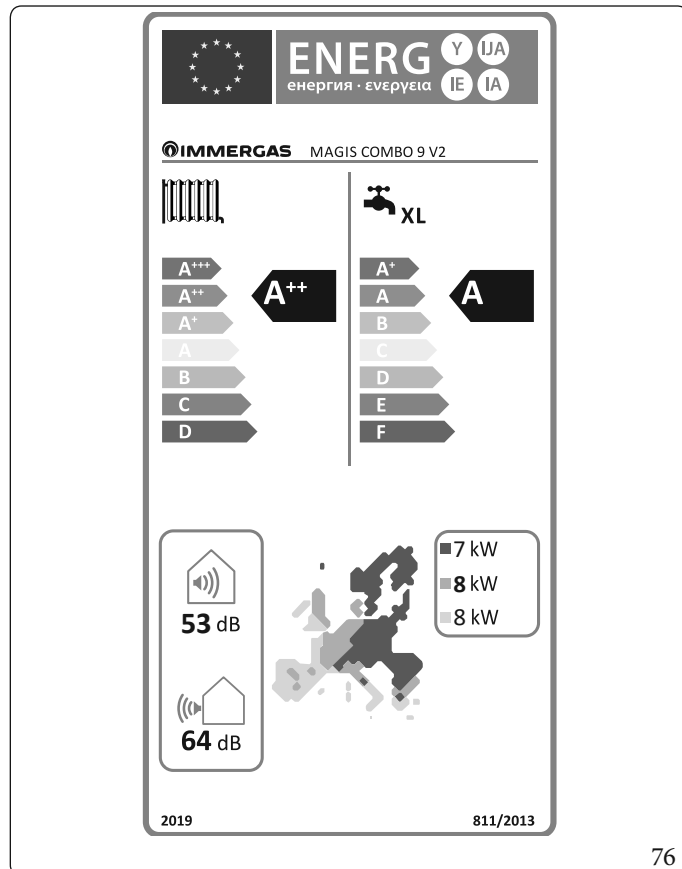 ENERG
енергия · ενεργεια
Y IJA
IE IA
IMMERGAS MAGIS COMBO 9 V2
XL
A+++
A++
A+
A
B
C
D
A++
A+
A
B
C
D
E
F
A
53 dB
64 dB
7 kW
8 kW
8 kW
2019
811/2013
76